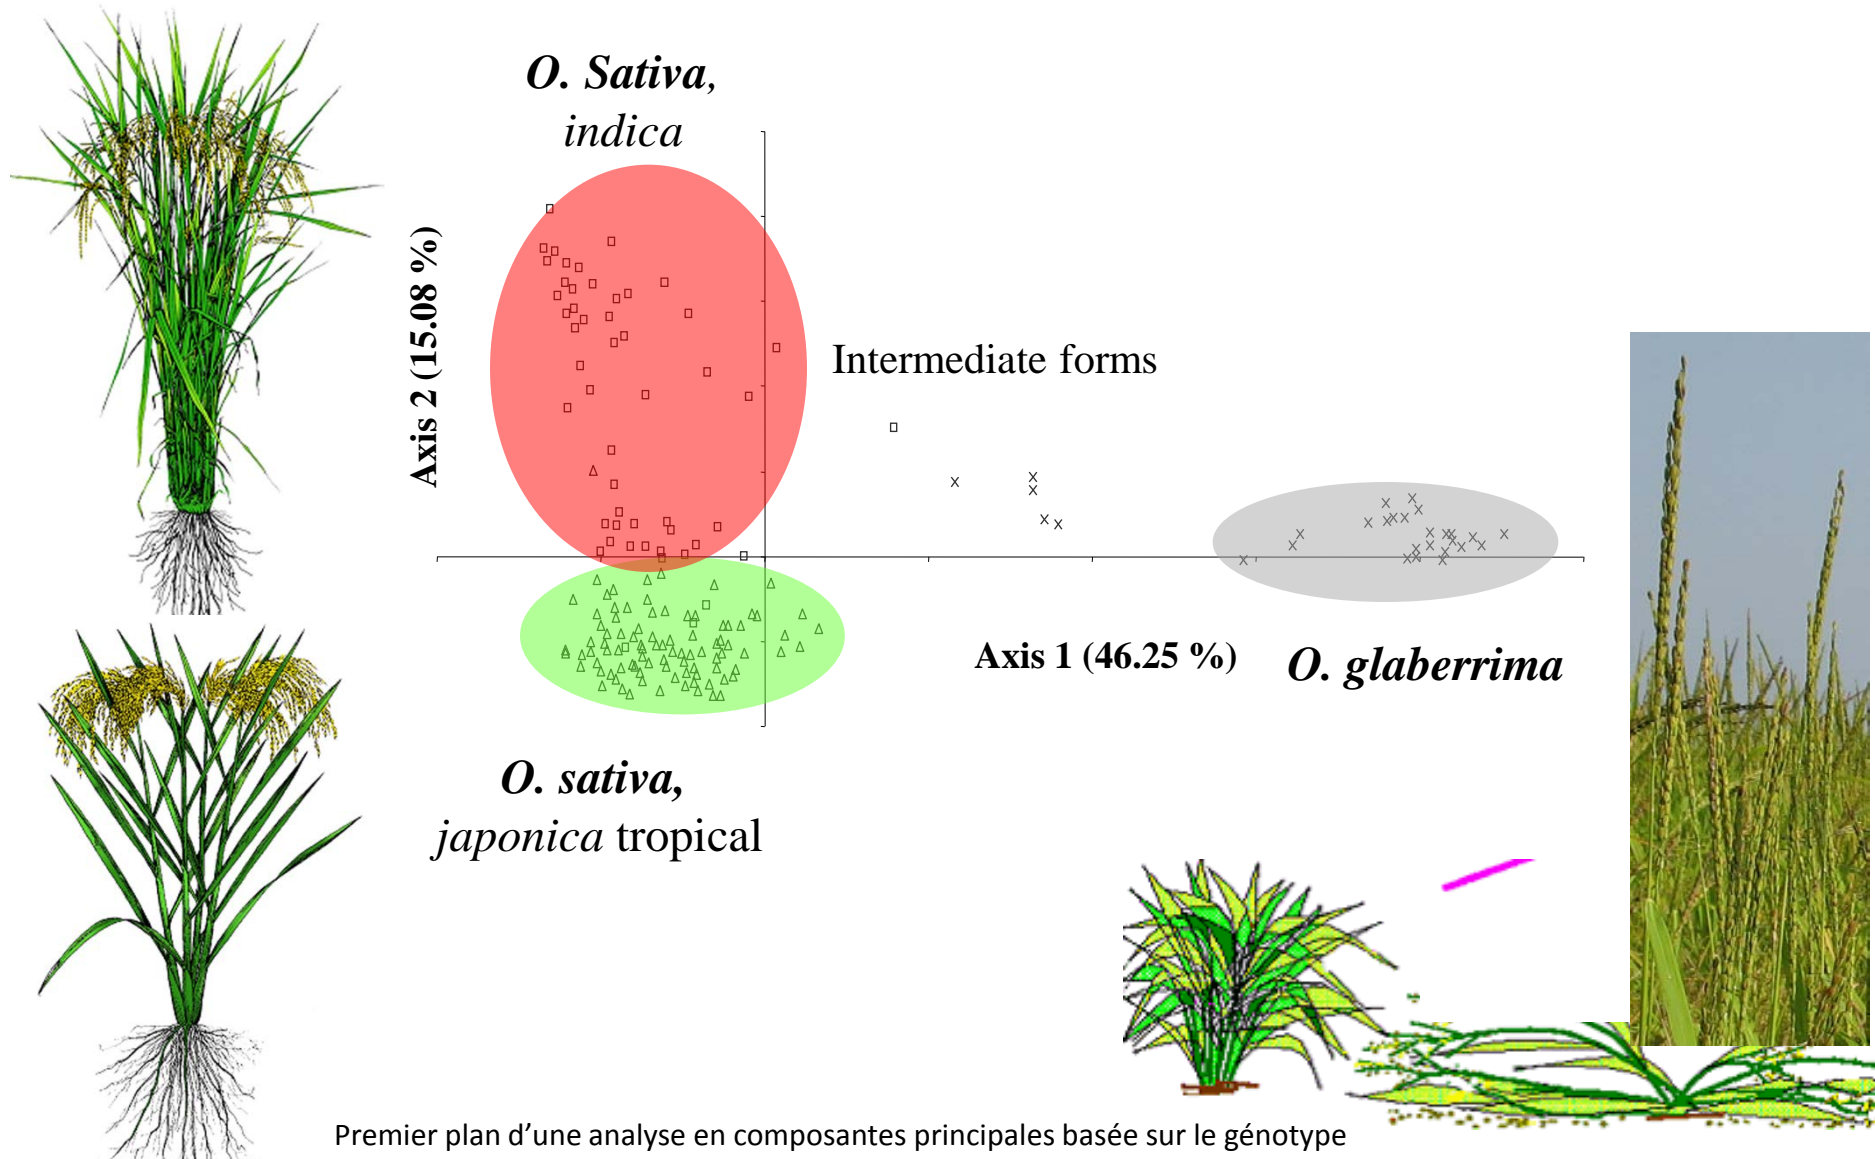 O. Sativa,
indica
Axis 2 (15.08 %)
Intermediate forms
Axis 1 (46.25 %)
O. glaberrima
O. sativa,
japonica tropical
Premier plan d’une analyse en composantes principales basée sur le génotype